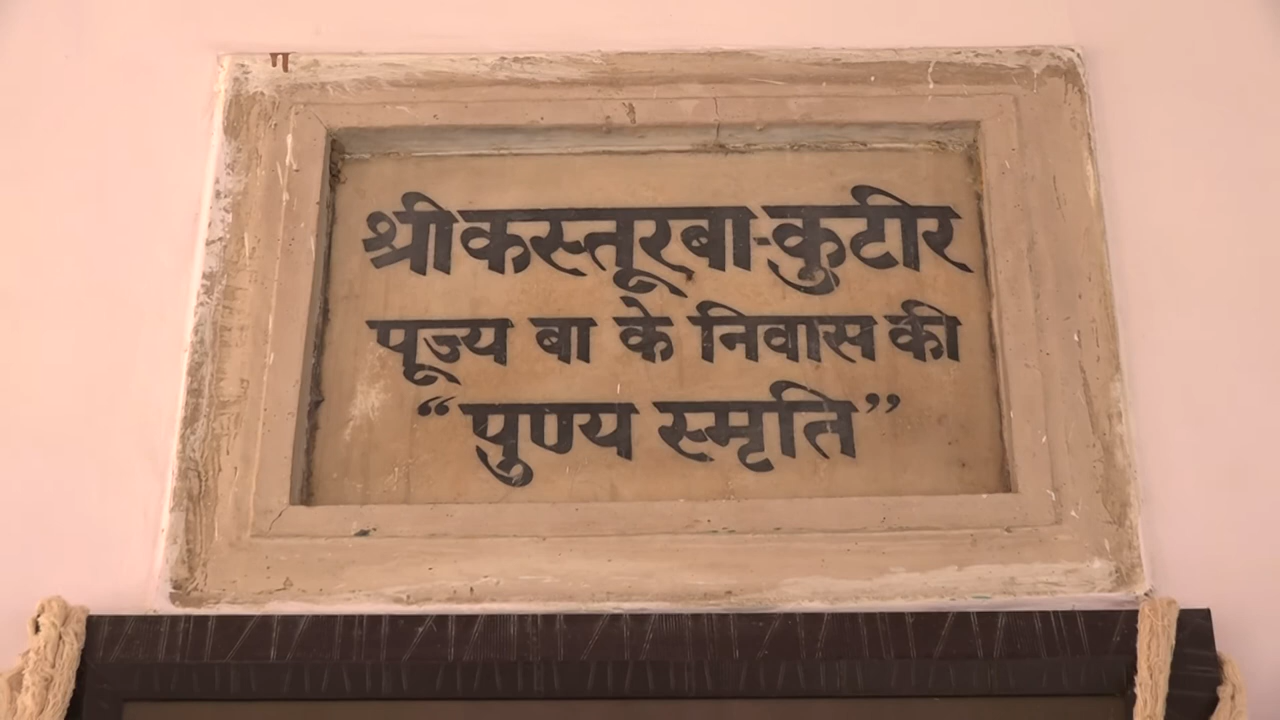 श्री कस्तूरबा-कुटीर
पूज्य बा के निवास की
“पुण्य स्मृति”